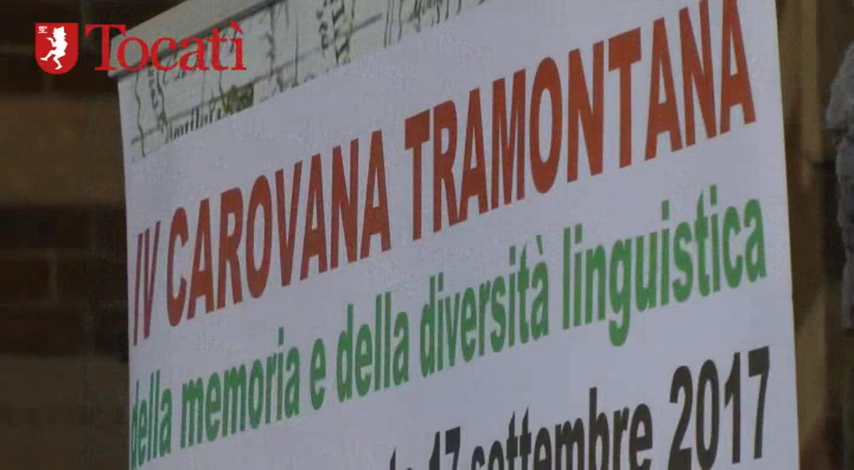 Tocatì
IV CAROVANA TRAMONTANA
della memoria e della diversità linguistica
17 settembre 2017